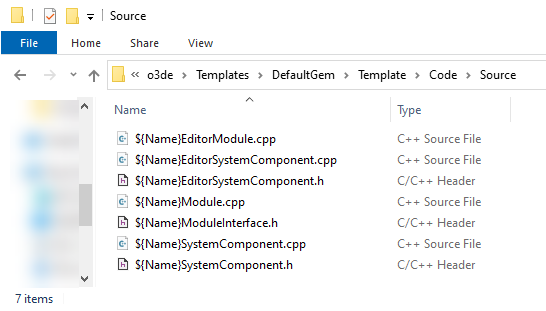 Source
File Home Share View
« o3de > Templates > DefaultGem > Template > Code > Source
Name Type
${Name}EditorModule.cpp C++ Source File
${Name}EditorSystemComponent.cpp C++ Source File
${Name}EditorSystemComponent.h C/C++ Header
${Name}Module.cpp C++ Source File
${Name}ModuleInterface.h C/C++ Header
${Name}SystemComponent.cpp C++ Source File
${Name}SystemComponent.h C/C++ Header
7 items